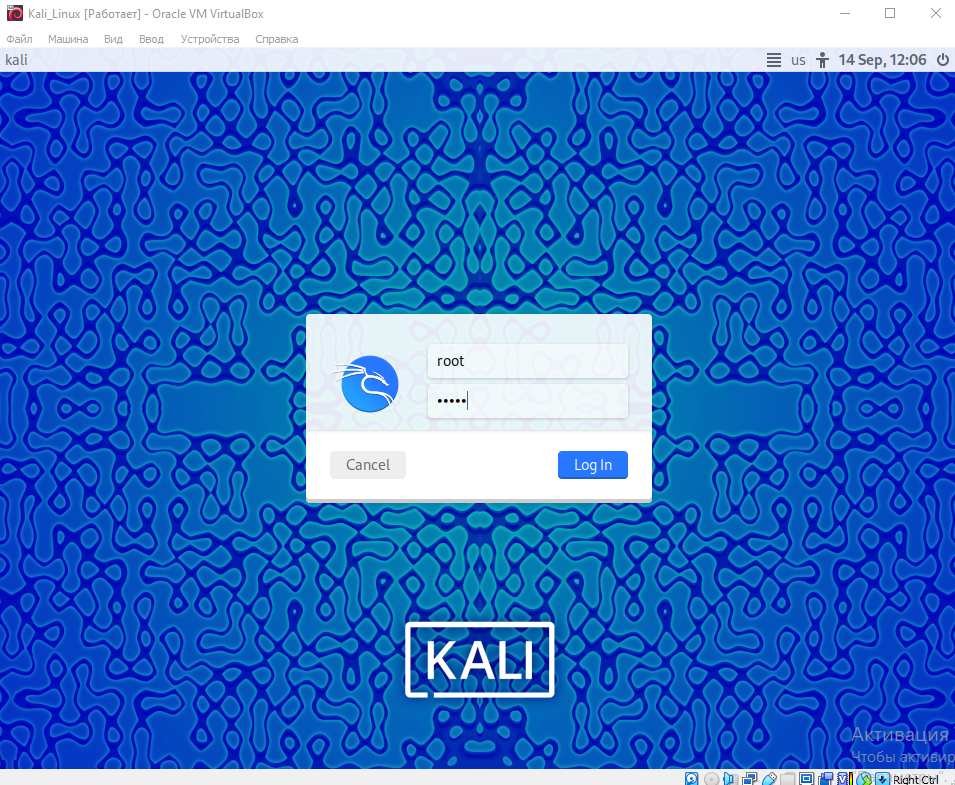 Kali_Linux [Работает] - Oracle VM VirtualBox
Файл Машина Вид Ввод Устройства Справка
kali us 14 Sep, 12:06
root
•••••
Cancel Log In
KALI
Активация
Чтобы активир
Right Ctrl